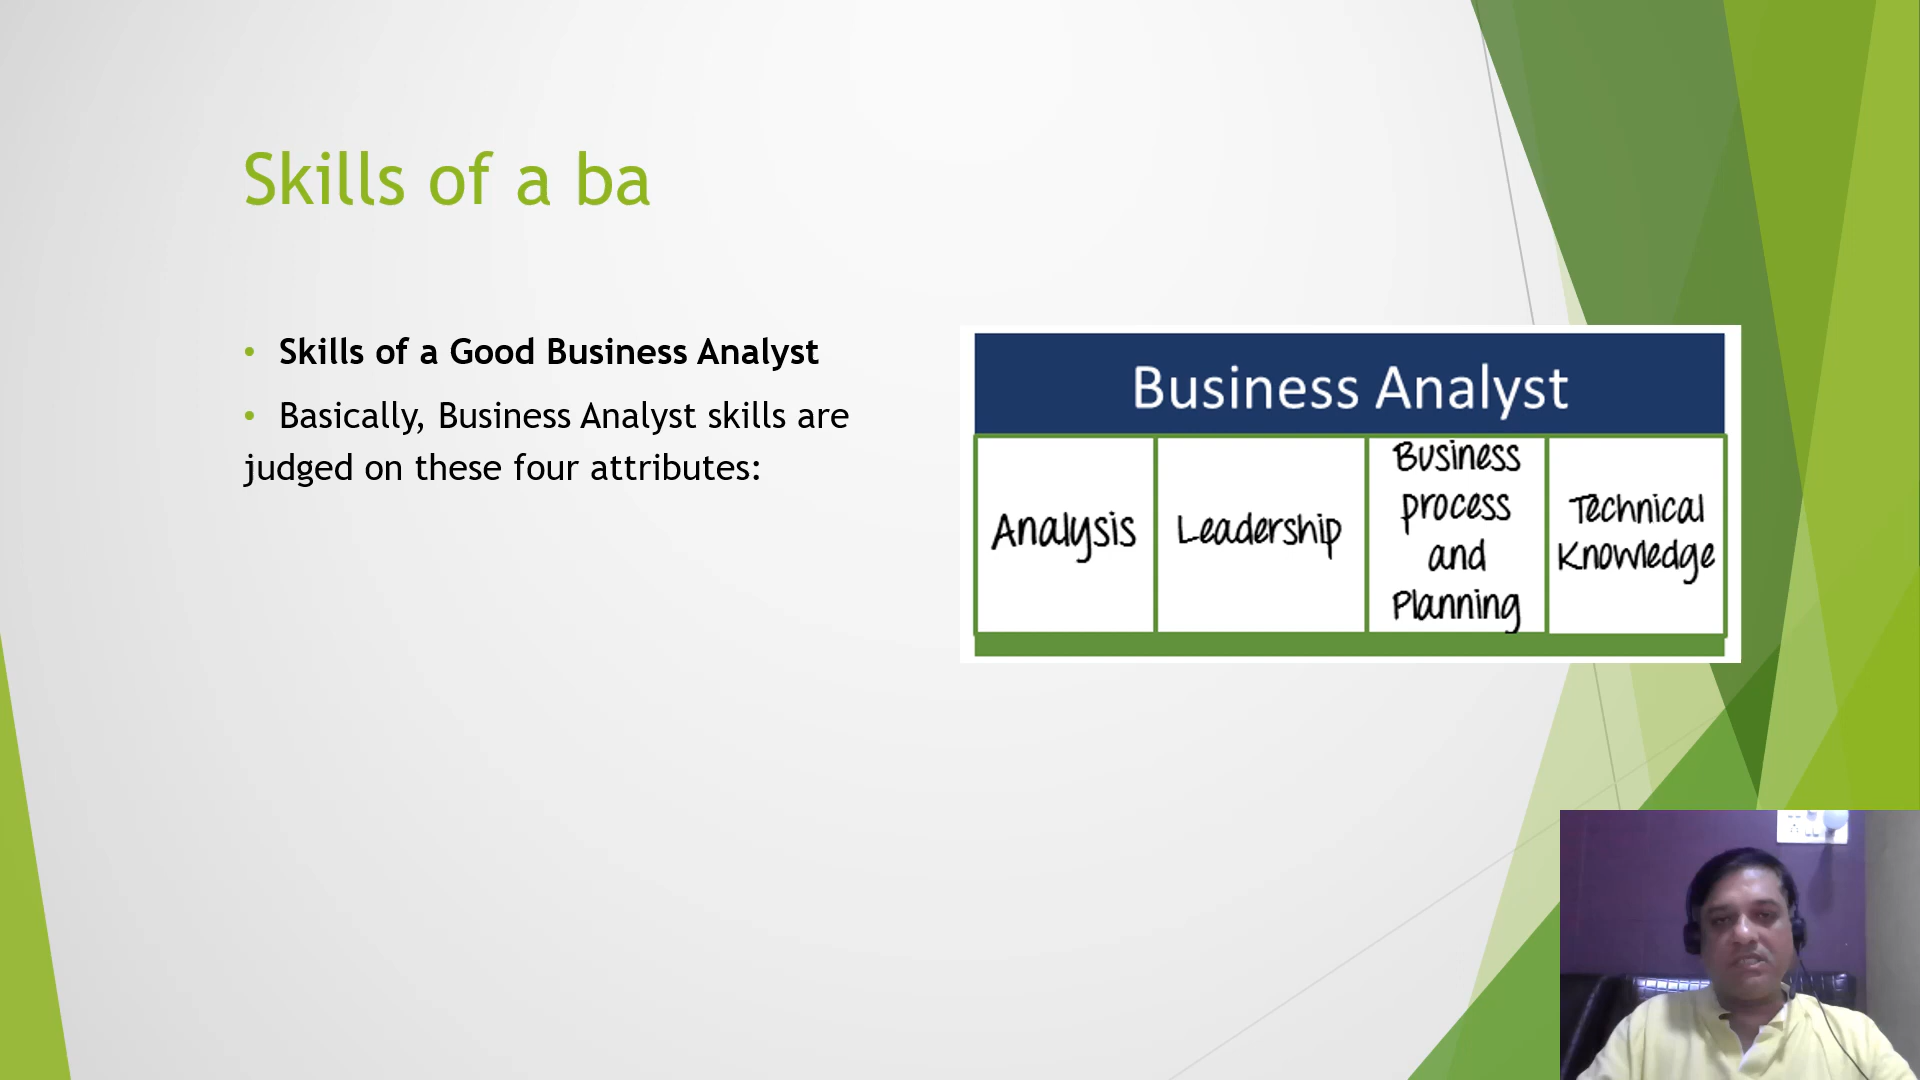 Skills of a ba
• Skills of a Good Business Analyst
• Basically, Business Analyst skills are
judged on these four attributes:
Business Analyst
Analysis
Leadership
Business
process
and
Planning
Technical
Knowledge